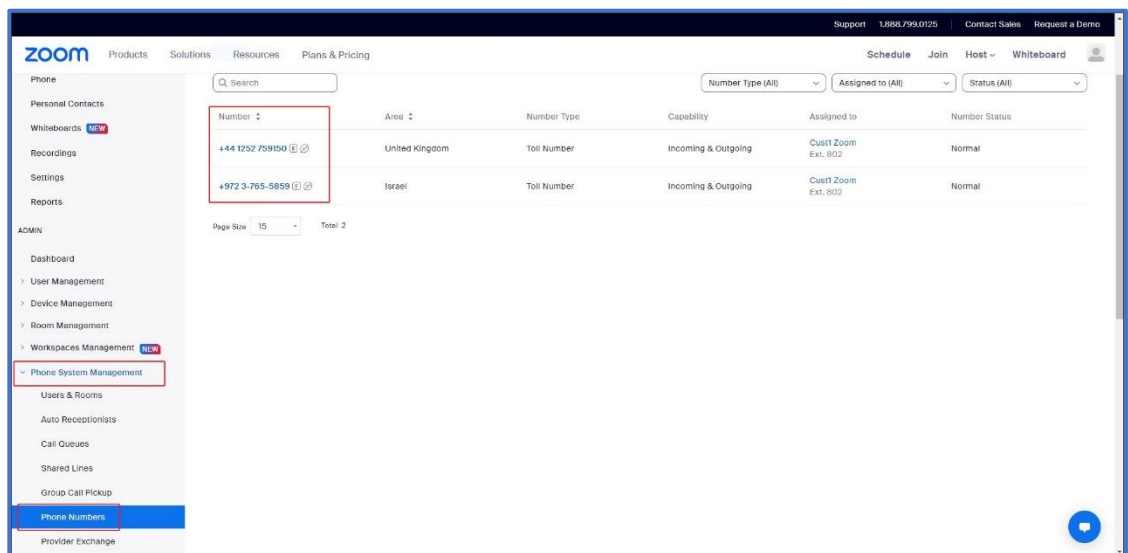 Support 1.888.799.0125 Contact Sales Request a Demo
zoom Products Solutions Resources Plans & Pricing Schedule Join Host Whiteboard
Phone
Personal Contacts
Whiteboards NEW
Recordings
Settings
Reports
ADMIN
Dashboard
User Management
Device Management
Room Management
Workspaces Management NEW
Phone System Management
Users & Rooms
Auto Receptionists
Call Queues
Shared Lines
Group Call Pickup
Phone Numbers
Provider Exchange
Search Number Type (All) Assigned to (All) Status (All)
Number Area Number Type Capability Assigned to Number Status
+44 1252 759150 United Kingdom Toll Number Incoming & Outgoing Cust1 Zoom Normal
Ext. 802
+972 3-765-5859 Israel Toll Number Incoming & Outgoing Cust1 Zoom Normal
Ext. 802
Page Size 15 Total 2